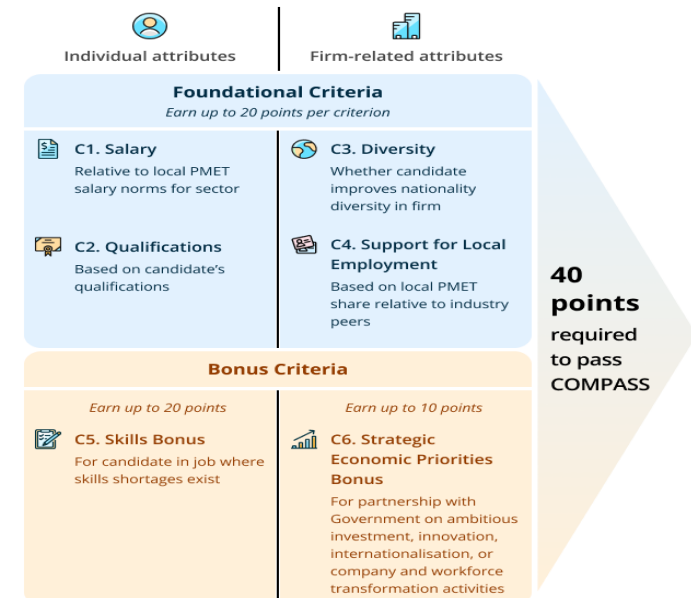 Individual attributes
Firm-related attributes
Foundational Criteria
Earn up to 20 points per criterion
C1. Salary
Relative to local PMET
salary norms for sector
C3. Diversity
Whether candidate
improves nationality
diversity in firm
C2. Qualifications
Based on candidate's
qualifications
C4. Support for Local
Employment
Based on local PMET
share relative to industry
peers
Bonus Criteria
Earn up to 20 points
C5. Skills Bonus
For candidate in job where
skills shortages exist
Earn up to 10 points
C6. Strategic
Economic Priorities
Bonus
For partnership with
Government on ambitious
investment, innovation,
internationalisation, or
company and workforce
transformation activities
40
points
required
to pass
COMPASS